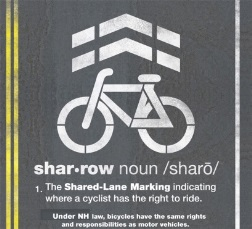 shar•row noun /sharō/
1. The Shared-Lane Marking indicating
where a cyclist has the right to ride.
Under NH law, bicycles have the same rights
and responsibilities as motor vehicles.